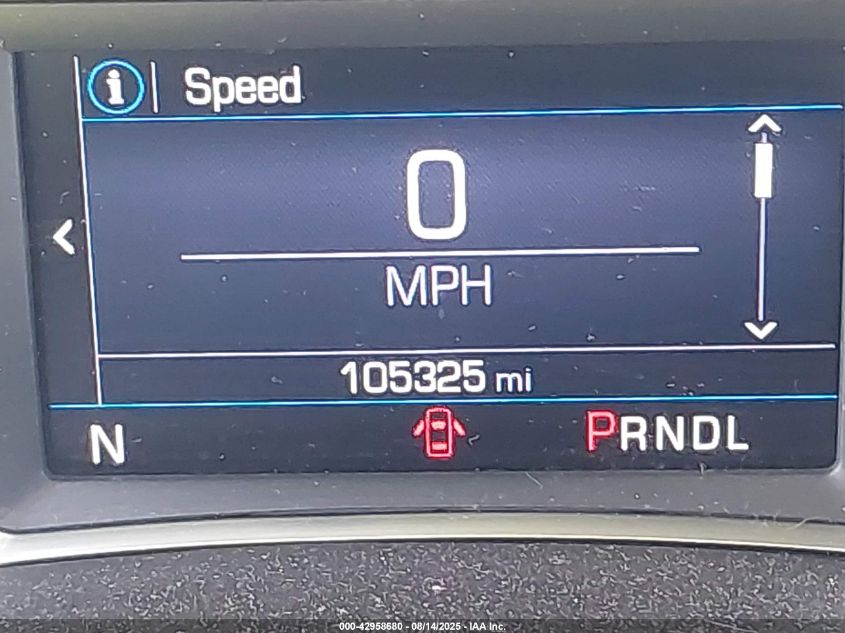 i Speed
0
MPH
105325 mi
N PRNDL
000-42958680 - 08/14/2025 - IAA Inc.